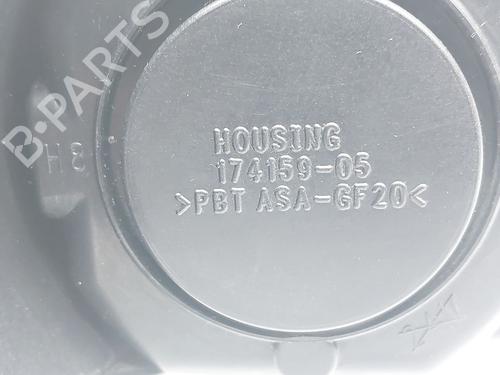 B-PARTS
HOUSING
174159-05
>PBT ASA-GF20<
H8